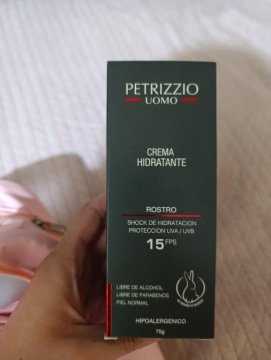 PETRIZZIO
UOMO
CREMA
HIDRATANTE
ROSTRO
SHOCK DE HIDRATACION
PROTECCION UVA / UVB
15 FPS
LIBRE DE ALCOHOL
LIBRE DE PARABENOS
PIEL NORMAL
HIPOALERGENICO
75g